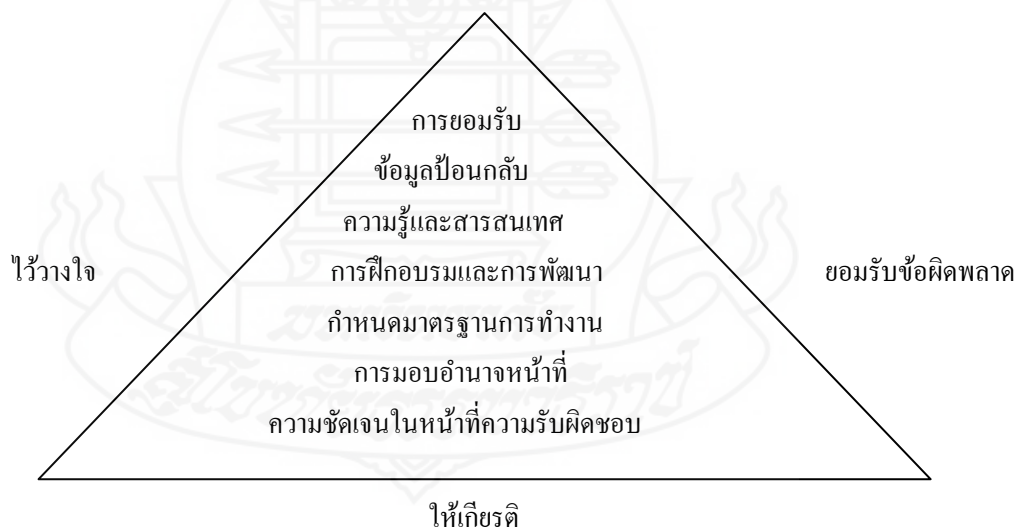 การยอมรับ
ข้อมูลป้อนกลับ
ความรู้และสารสนเทศ
ไว้วางใจ
การฝึกอบรมและการพัฒนา
ยอมรับข้อผิดพลาด
กำหนดมาตรฐานการทำงาน
การมอบอำนาจหน้าที่
ความชัดเจนในหน้าที่ความรับผิดชอบ
ให้เกียรติ